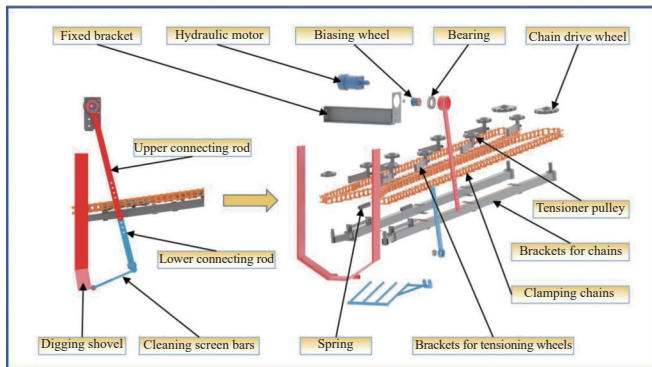 Fixed bracket
Hydraulic motor
Biasing wheel
Bearing
Chain drive wheel
Upper connecting rod
Tensioner pulley
Brackets for chains
Lower connecting rod
Clamping chains
Digging shovel
Cleaning screen bars
Spring
Brackets for tensioning wheels